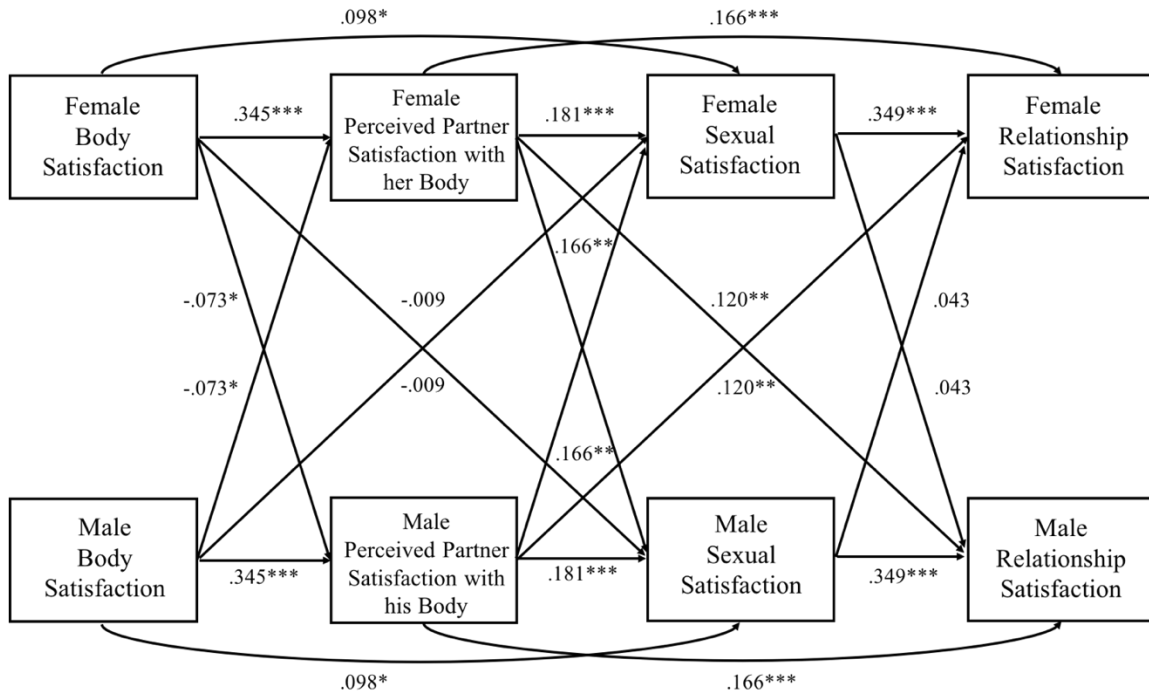 .098*
.166***
Female
Body
Satisfaction
.345***
Female
Perceived Partner
Satisfaction with
her Body
.181***
Female
Sexual
Satisfaction
.349***
Female
Relationship
Satisfaction
.166**
-.073*
-.009
.120**
.043
-.073*
-.009
.120**
.043
.166**
Male
Body
Satisfaction
.345***
Male
Perceived Partner
Satisfaction with
his Body
.181***
Male
Sexual
Satisfaction
.349***
Male
Relationship
Satisfaction
.098*
.166***